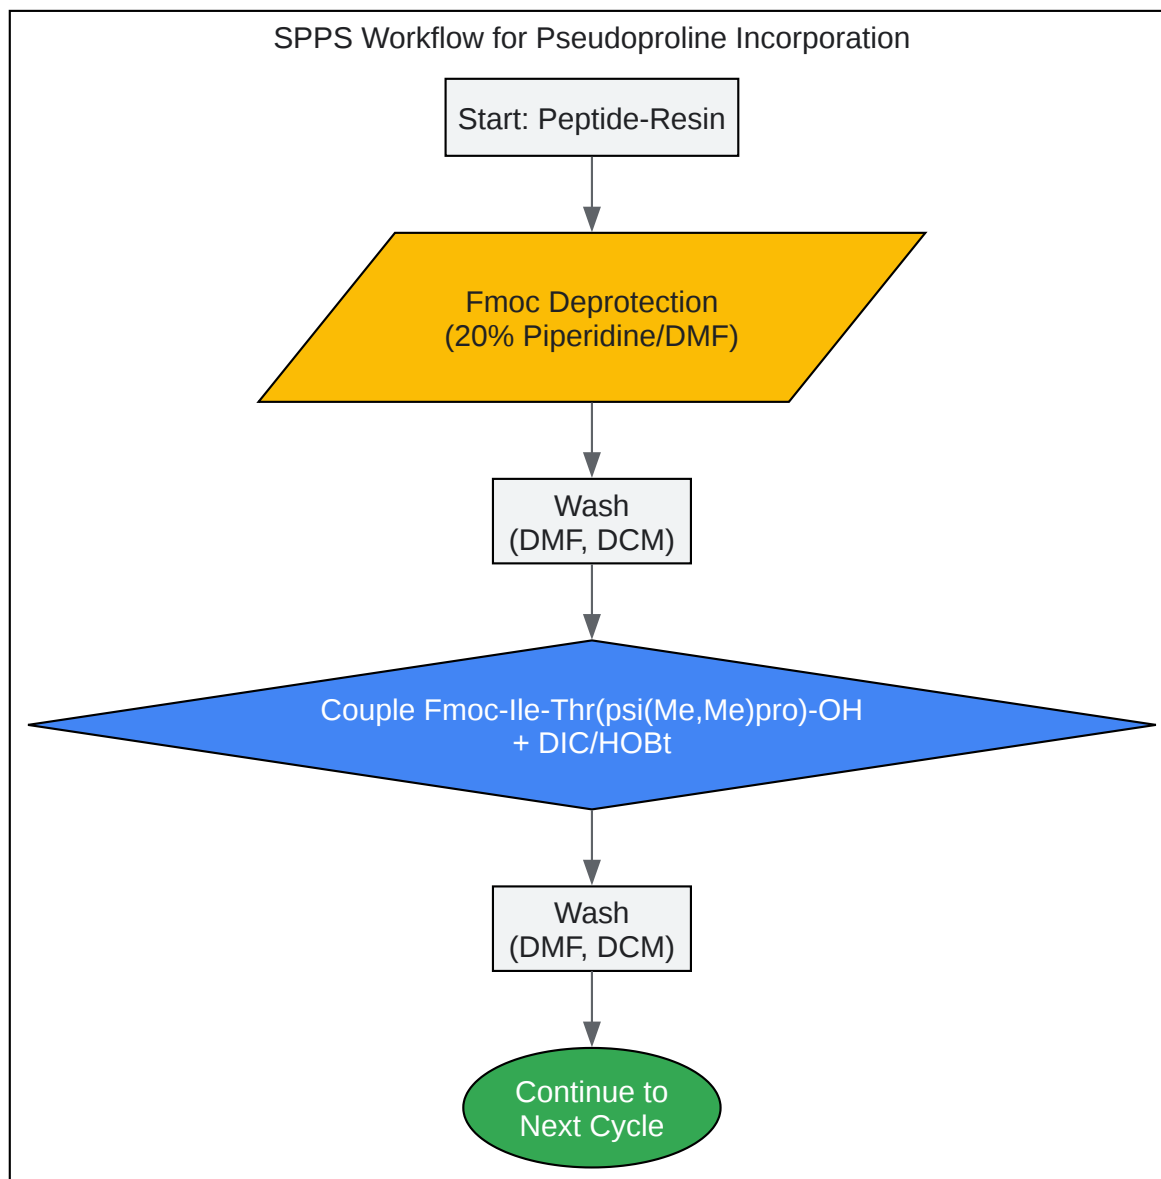 SPPS Workflow for Pseudoproline Incorporation
Start: Peptide-Resin
Fmoc Deprotection
(20% Piperidine/DMF)
Wash
(DMF, DCM)
Couple Fmoc-Ile-Thr(psi(Me,Me)pro)-OH
+ DIC/HOBt
Wash
(DMF, DCM)
Continue to
Next Cycle